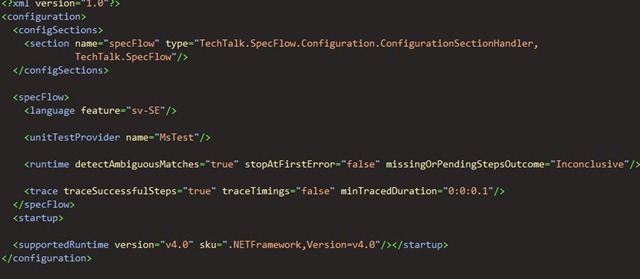 <?xml version="1.0"?>
<configuration>
<configSections>
<section name="specFlow" type="TechTalk.SpecFlow.Configuration.ConfigurationSectionHandler,
TechTalk.SpecFlow"/>
</configSections>
<specFlow>
<language feature="sv-SE"/>
<unitTestProvider name="MsTest"/>
<runtime detectAmbiguousMatches="true" stopAtFirstError="false" missingOrPendingStepsOutcome="Inconclusive"/>
<trace traceSuccessfulSteps="true" traceTimings="false" minTracedDuration="0:0:0.1"/>
</specFlow>
<startup>
<supportedRuntime version="v4.0" sku=".NETFramework,Version=v4.0"/></startup>
</configuration>